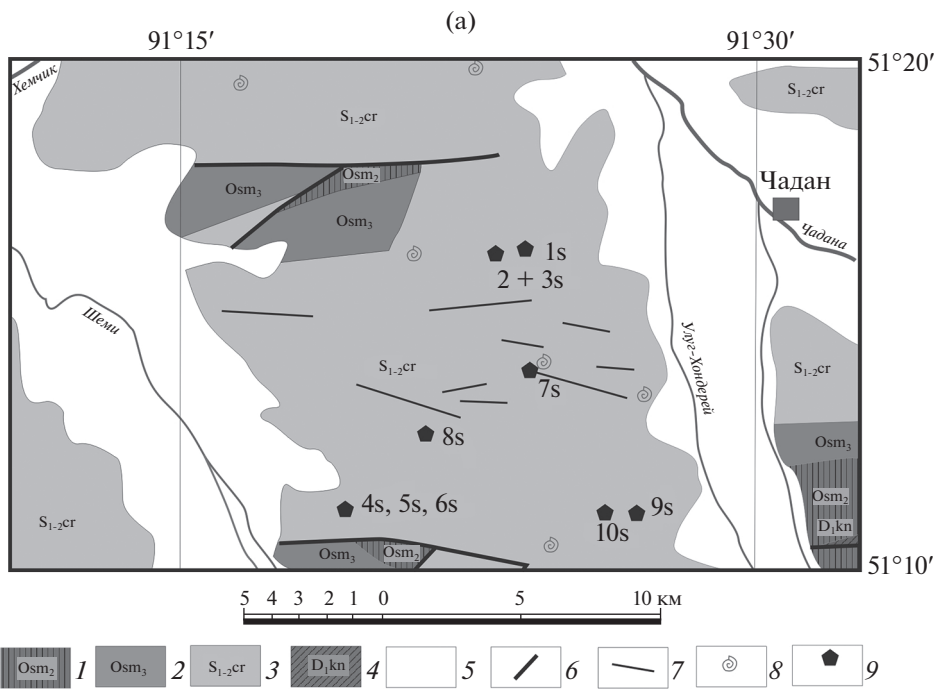 (а)
91°15′ 91°30′
51°20′
Хемчик
S₁₋₂cr
S₁₋₂cr
Osm₃
Osm₂
Osm₃
Чадан
Чадана
1s
2 + 3s
Шеми
Улуг-Хондерей
S₁₋₂cr
7s
S₁₋₂cr
8s
Osm₃
4s, 5s, 6s
9s
10s
Osm₂
D₁kn
S₁₋₂cr
Osm₃
Osm₂
51°10′
5 4 3 2 1 0 5 10 км
Osm₂ 1 Osm₃ 2 S₁₋₂cr 3 D₁kn 4 5 6 7 8 9